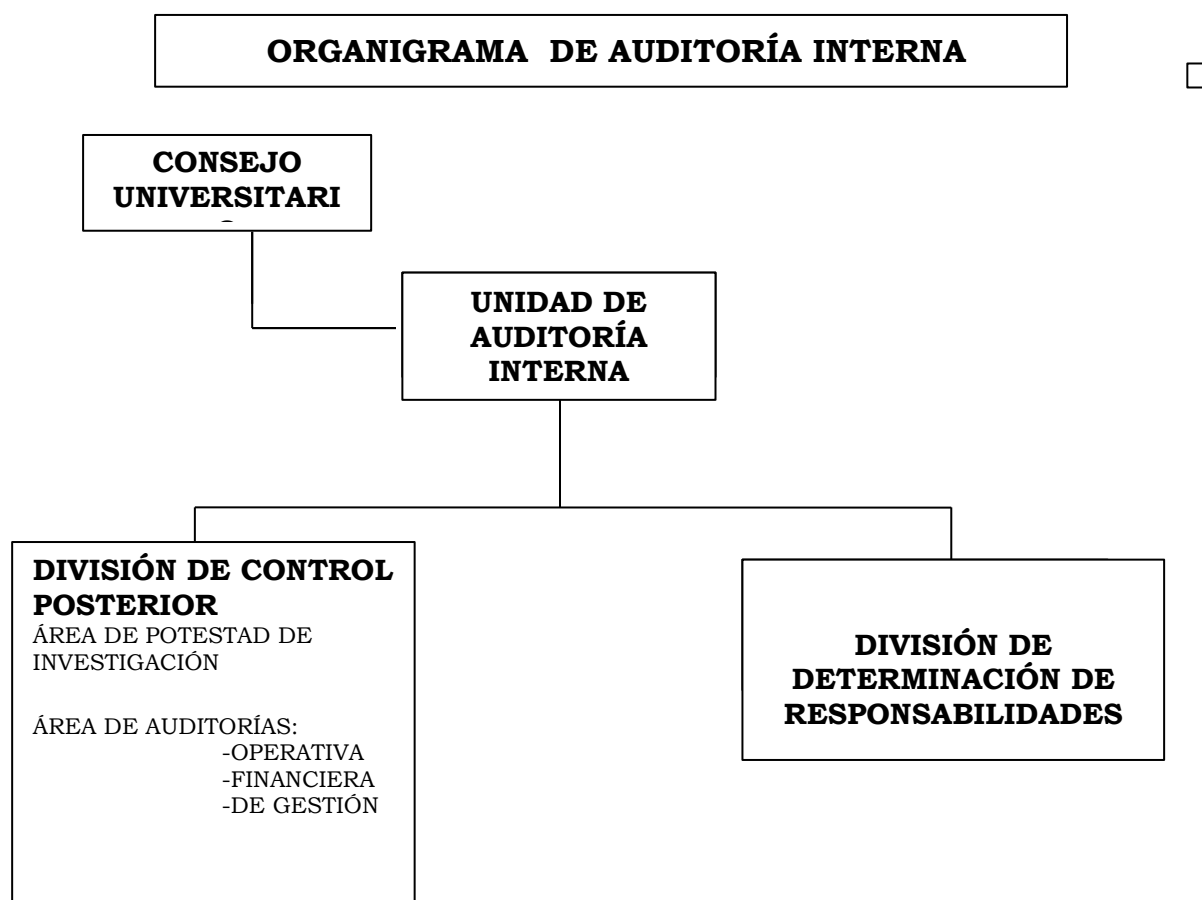 ORGANIGRAMA DE AUDITORÍA INTERNA
CONSEJO
UNIVERSITARI
UNIDAD DE
AUDITORÍA
INTERNA
DIVISIÓN DE CONTROL
POSTERIOR
ÁREA DE POTESTAD DE
INVESTIGACIÓN
ÁREA DE AUDITORÍAS:
-OPERATIVA
-FINANCIERA
-DE GESTIÓN
DIVISIÓN DE
DETERMINACIÓN DE
RESPONSABILIDADES